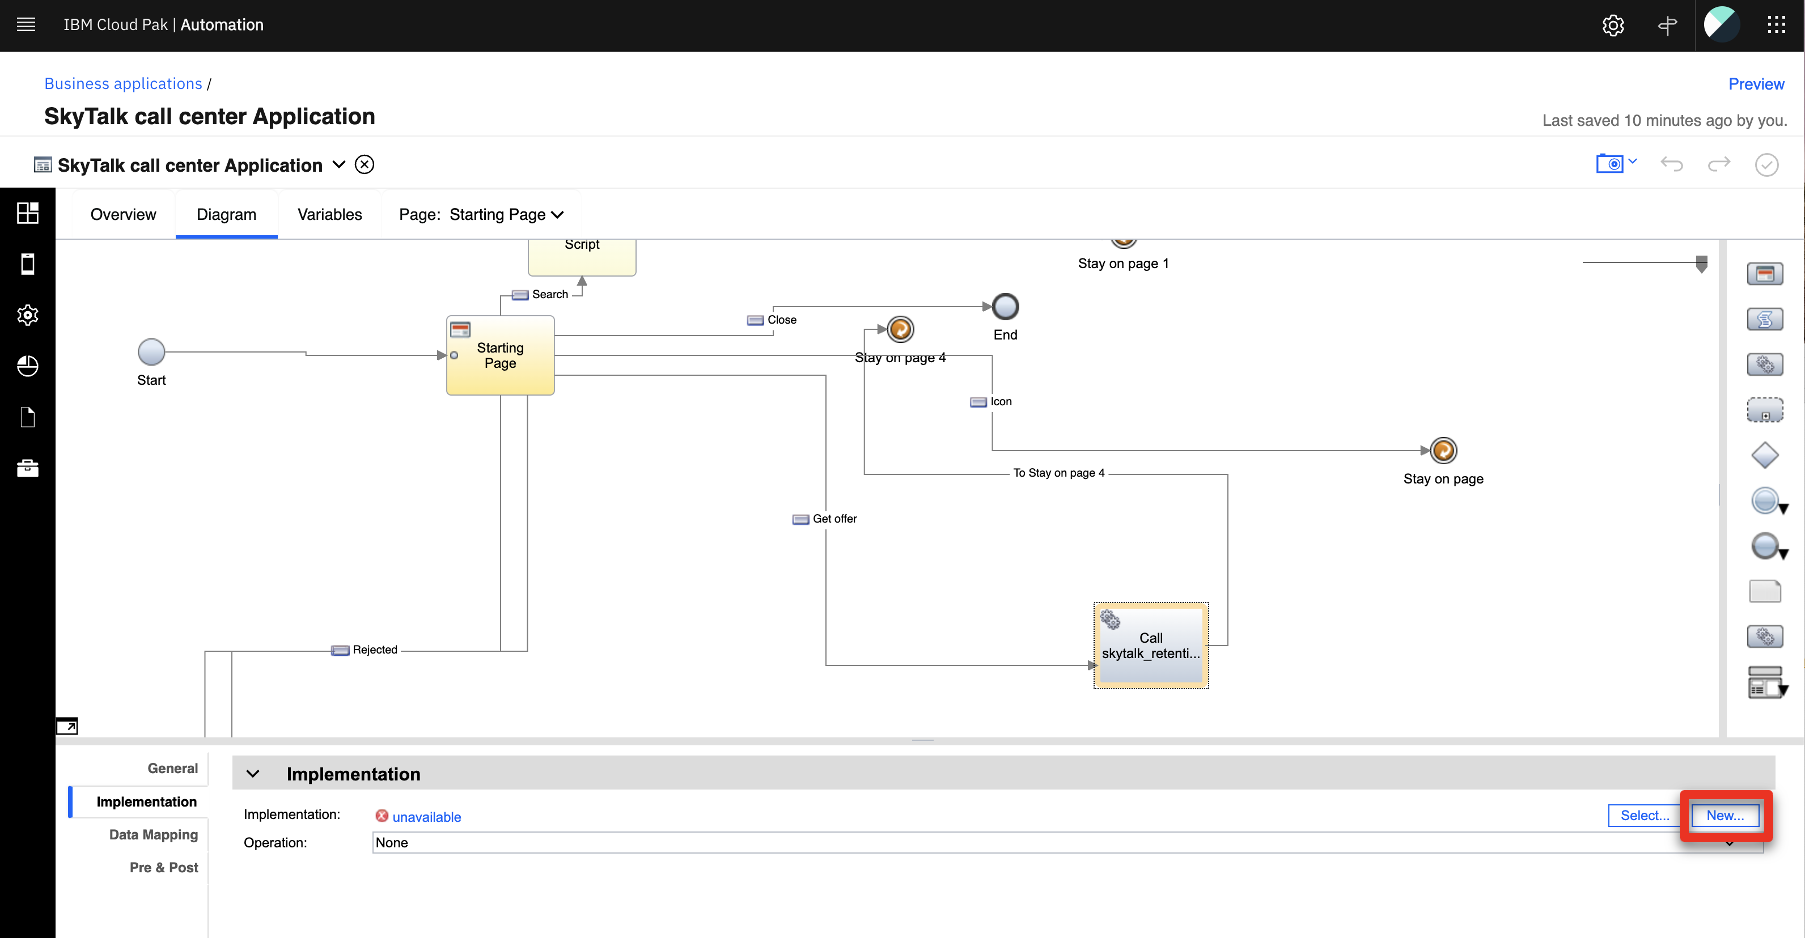 IBM Cloud Pak | Automation
Business applications /
Preview
SkyTalk call center Application
Last saved 10 minutes ago by you.
SkyTalk call center Application
Overview
Diagram
Variables
Page: Starting Page
Script
Stay on page 1
Search
Close
End
Starting
Page
Stay on page 4
Start
Icon
To Stay on page 4
Stay on page
Get offer
Call
skytalk_retenti...
Rejected
General
Implementation
Data Mapping
Pre & Post
Implementation
Implementation:
unavailable
Select...
New...
Operation:
None